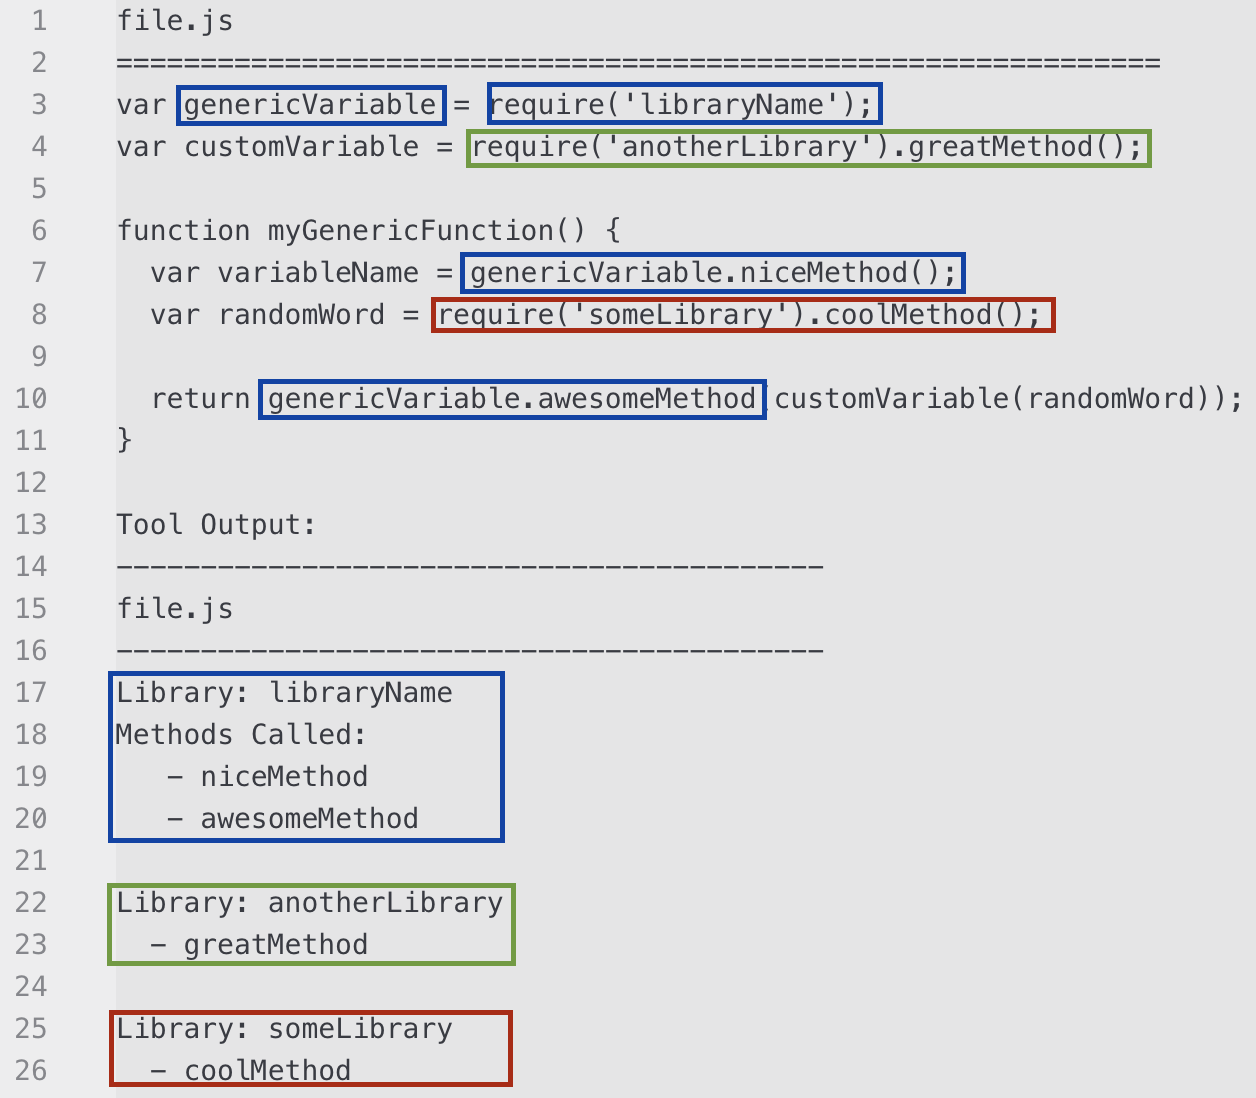 1 file.js
2 ==============================================================
3 var genericVariable = require('libraryName');
4 var customVariable = require('anotherLibrary').greatMethod();
5
6 function myGenericFunction() {
7   var variableName = genericVariable.niceMethod();
8   var randomWord = require('someLibrary').coolMethod();
9
10   return genericVariable.awesomeMethod(customVariable(randomWord));
11 }
12
13 Tool Output:
14 ------------------------------------------
15 file.js
16 ------------------------------------------
17 Library: libraryName
18 Methods Called:
19    - niceMethod
20    - awesomeMethod
21
22 Library: anotherLibrary
23   - greatMethod
24
25 Library: someLibrary
26   - coolMethod